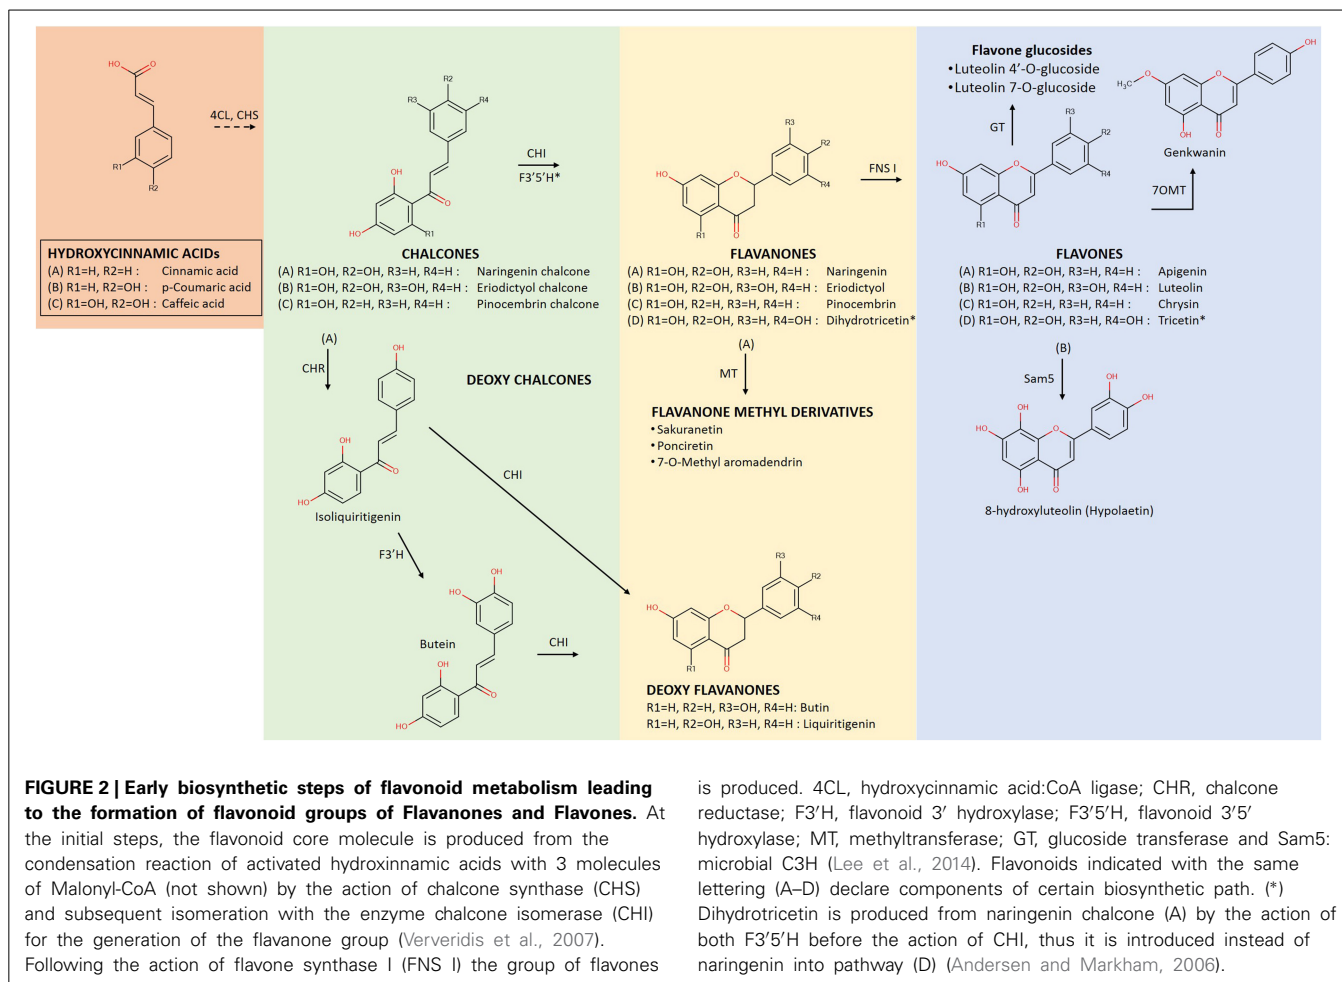 HO
O
R1
R2
4CL, CHS
HYDROXYCINNAMIC ACIDs
(A) R1=H, R2=H : Cinnamic acid
(B) R1=H, R2=OH : p-Coumaric acid
(C) R1=OH, R2=OH : Caffeic acid
R2
R3
R4
OH
O
HO
R1
CHI
F3'5'H*
CHALCONES
(A) R1=OH, R2=OH, R3=H, R4=H : Naringenin chalcone
(B) R1=OH, R2=OH, R3=OH, R4=H : Eriodictyol chalcone
(C) R1=OH, R2=H, R3=H, R4=H : Pinocembrin chalcone
(A)
CHR
OH
DEOXY CHALCONES
OH
O
HO
Isoliquiritigenin
F3'H
CHI
OH
HO
Butein
OH
O
HO
CHI
R3
R2
HO
O
R4
R1
O
FNS I
FLAVANONES
(A) R1=OH, R2=OH, R3=H, R4=H : Naringenin
(B) R1=OH, R2=OH, R3=OH, R4=H : Eriodictyol
(C) R1=OH, R2=H, R3=H, R4=H : Pinocembrin
(D) R1=OH, R2=OH, R3=H, R4=OH : Dihydrotricetin*
(A)
MT
FLAVANONE METHYL DERIVATIVES
• Sakuranetin
• Ponciretin
• 7-O-Methyl aromadendrin
R3
R2
HO
O
R4
R1
O
DEOXY FLAVANONES
R1=H, R2=H, R3=OH, R4=H: Butin
R1=H, R2=OH, R3=H, R4=H : Liquiritigenin
Flavone glucosides
• Luteolin 4'-O-glucoside
• Luteolin 7-O-glucoside
GT
R3
R2
HO
O
R4
R1
O
OH
H₃C
O
O
OH
O
Genkwanin
7OMT
FLAVONES
(A) R1=OH, R2=OH, R3=H, R4=H : Apigenin
(B) R1=OH, R2=OH, R3=OH, R4=H : Luteolin
(C) R1=OH, R2=H, R3=H, R4=H : Chrysin
(D) R1=OH, R2=OH, R3=H, R4=OH : Tricetin*
(B)
Sam5
OH
OH
OH
HO
O
OH
O
8-hydroxyluteolin (Hypolaetin)
FIGURE 2 | Early biosynthetic steps of flavonoid metabolism leading
to the formation of flavonoid groups of Flavanones and Flavones. At
the initial steps, the flavonoid core molecule is produced from the
condensation reaction of activated hydroxinnamic acids with 3 molecules
of Malonyl-CoA (not shown) by the action of chalcone synthase (CHS)
and subsequent isomeration with the enzyme chalcone isomerase (CHI)
for the generation of the flavanone group (Ververidis et al., 2007).
Following the action of flavone synthase I (FNS I) the group of flavones
is produced. 4CL, hydroxycinnamic acid:CoA ligase; CHR, chalcone
reductase; F3′H, flavonoid 3′ hydroxylase; F3′5′H, flavonoid 3′5′
hydroxylase; MT, methyltransferase; GT, glucoside transferase and Sam5:
microbial C3H (Lee et al., 2014). Flavonoids indicated with the same
lettering (A–D) declare components of certain biosynthetic path. (*)
Dihydrotricetin is produced from naringenin chalcone (A) by the action of
both F3′5′H before the action of CHI, thus it is introduced instead of
naringenin into pathway (D) (Andersen and Markham, 2006).